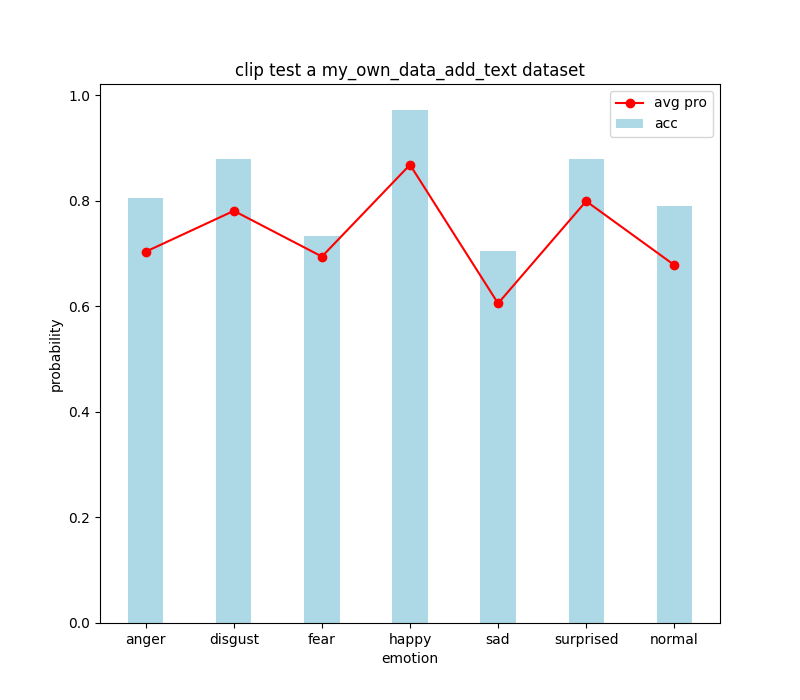 clip test a my_own_data_add_text dataset
avg pro
acc
1.0
0.8
0.6
0.4
0.2
0.0
probability
anger disgust fear happy sad surprised normal
emotion